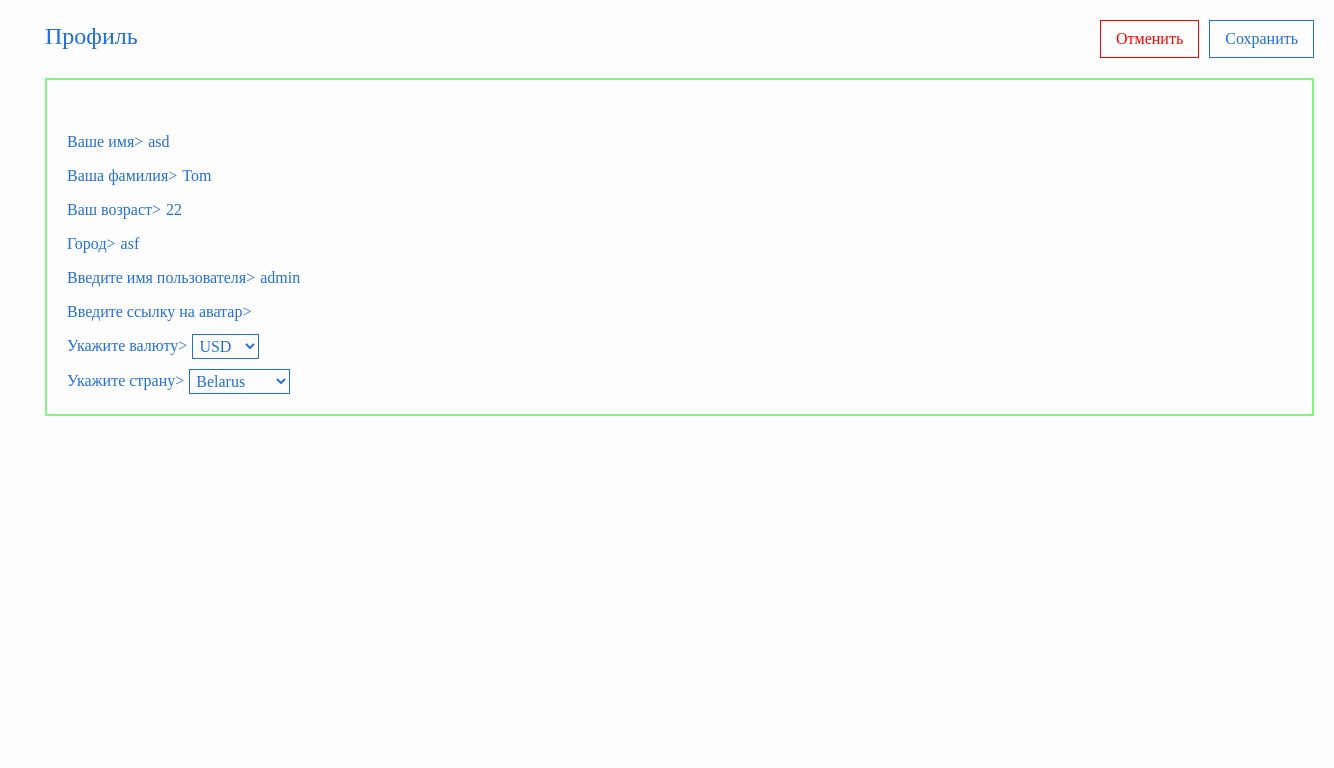 Профиль
Отменить
Сохранить
Ваше имя> asd
Ваша фамилия> Tom
Ваш возраст> 22
Город> asf
Введите имя пользователя> admin
Введите ссылку на аватар>
Укажите валюту> USD
Укажите страну> Belarus